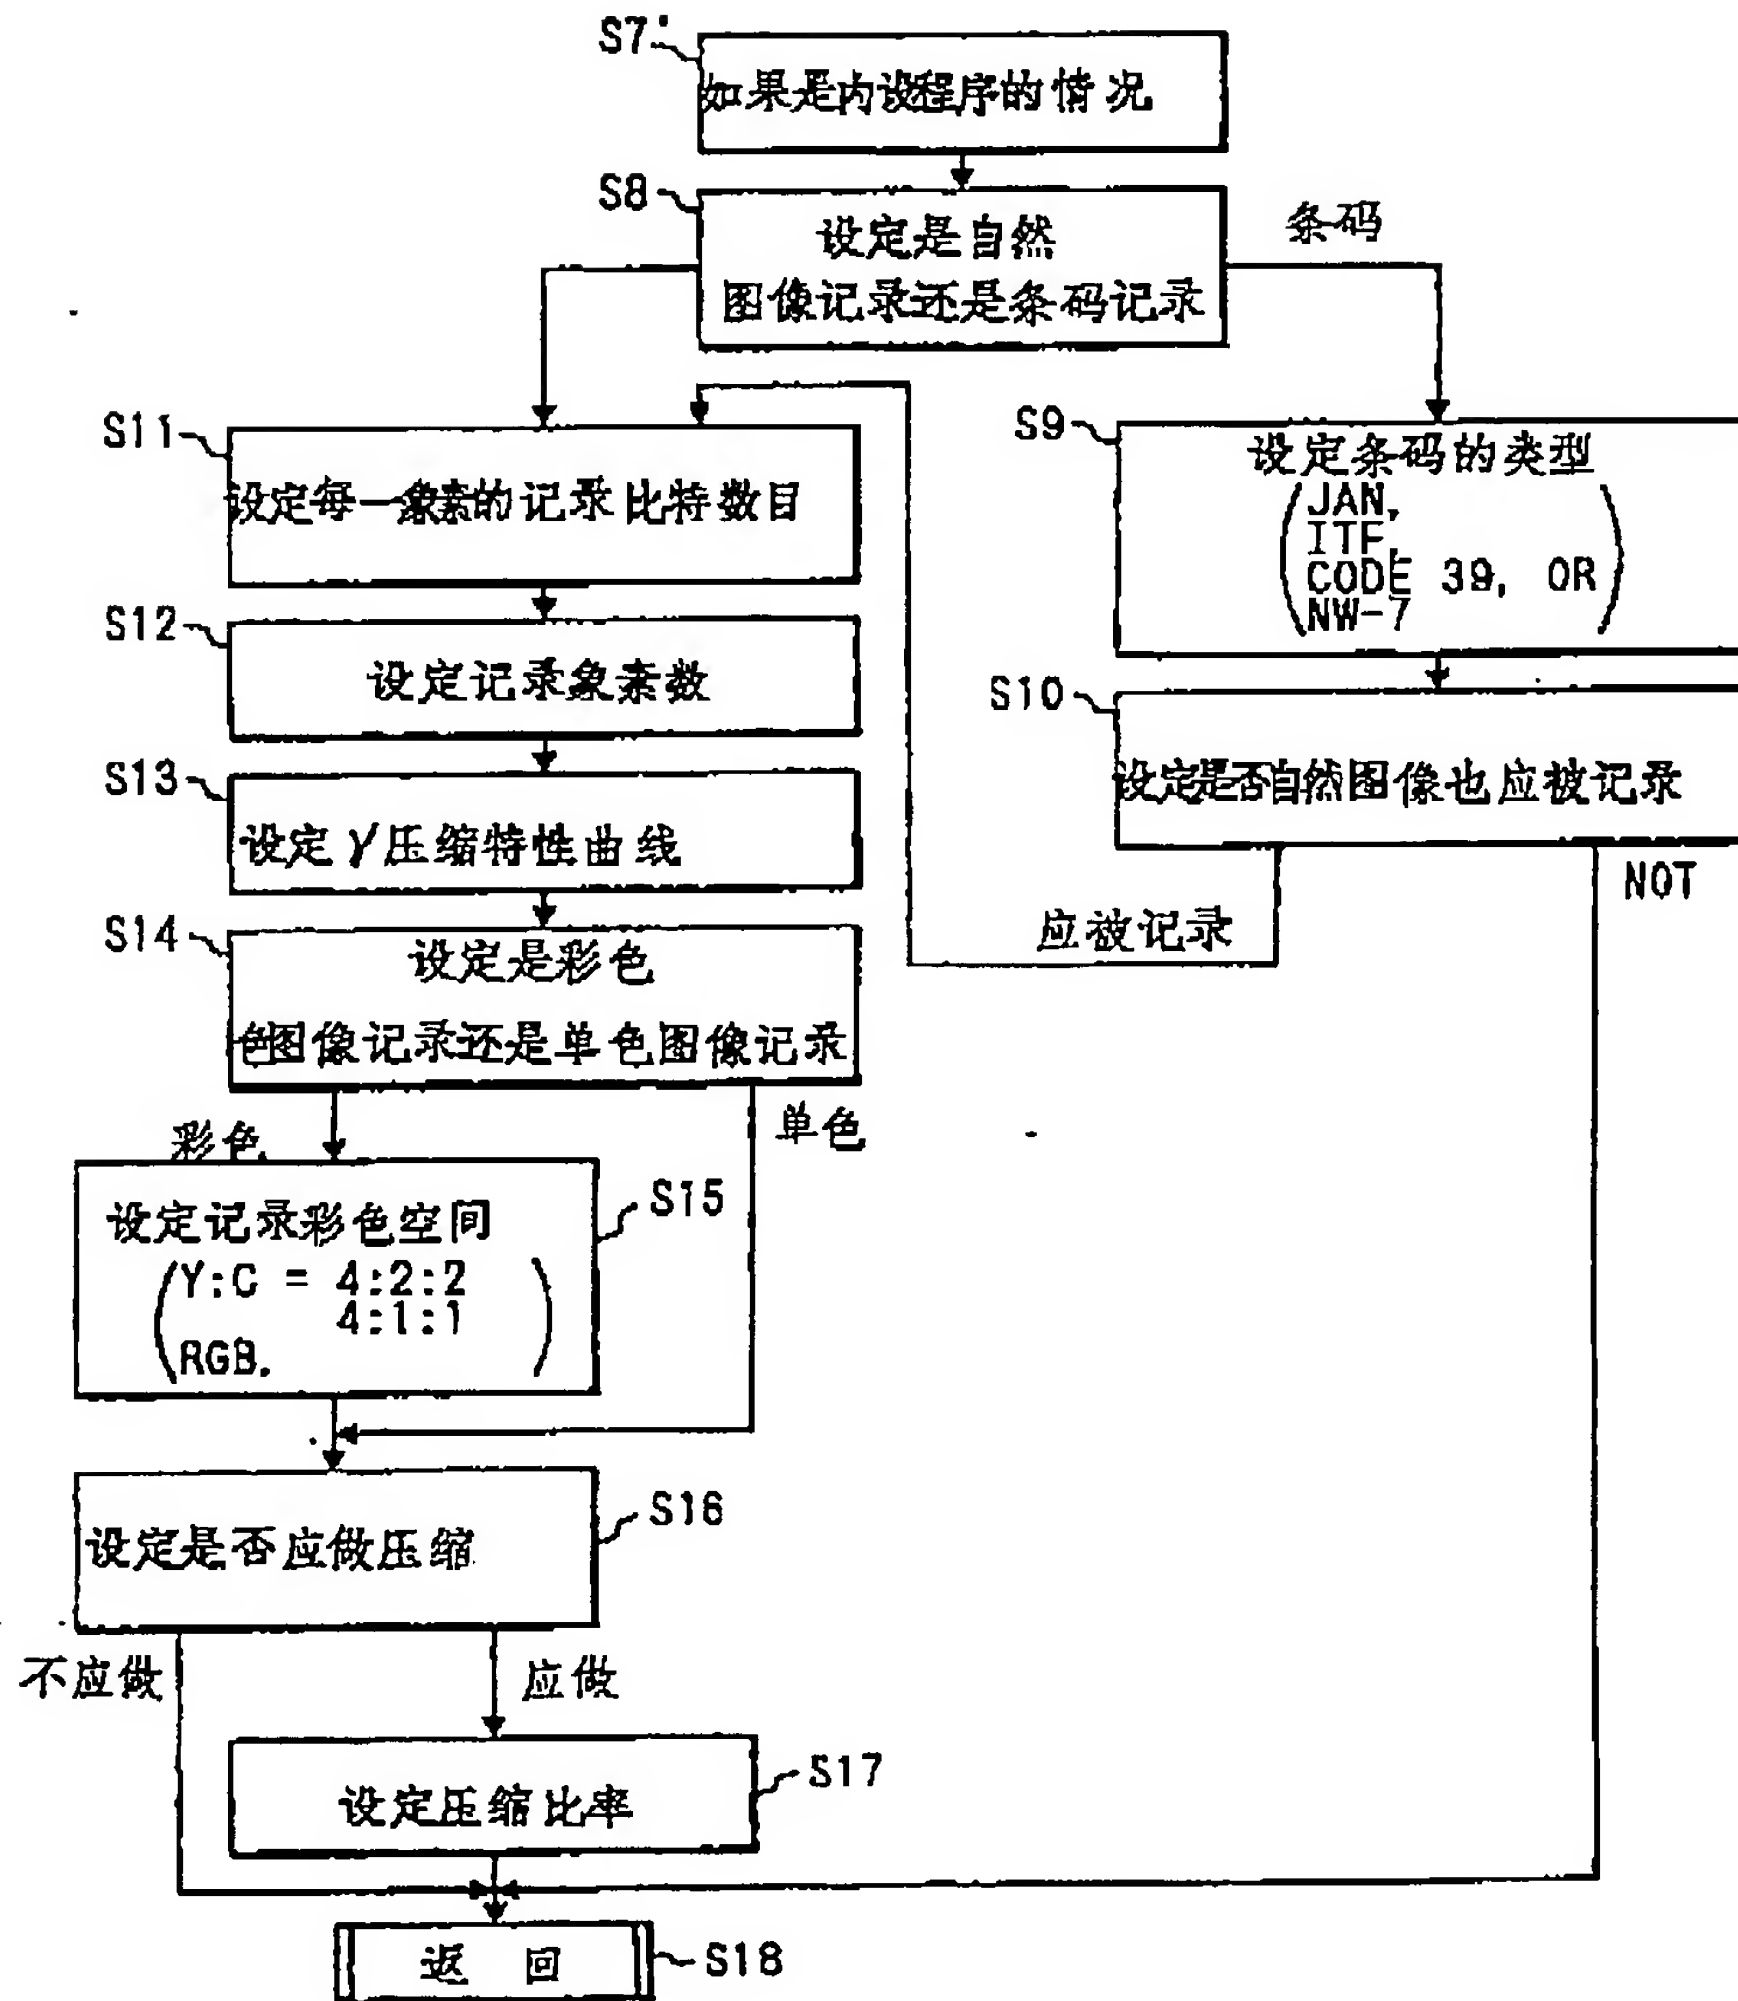 S7'
如果是内设程序的情况
S8
设定是自然
图像记录还是条码记录
条码
S11
设定每一象素的记录比特数目
S9
设定条码的类型
(JAN,
ITF,
CODE 39, OR
NW-7)
S12
设定记录象素数
S10
设定是否自然图像也应被记录
S13
设定γ压缩特性曲线
NOT
应被记录
S14
设定是彩色
色图像记录还是单色图像记录
彩色
单色
S15
设定记录彩色空间
(Y:C = 4:2:2
4:1:1
RGB.)
S16
设定是否应做压缩
不应做
应做
S17
设定压缩比率
返 回
S18